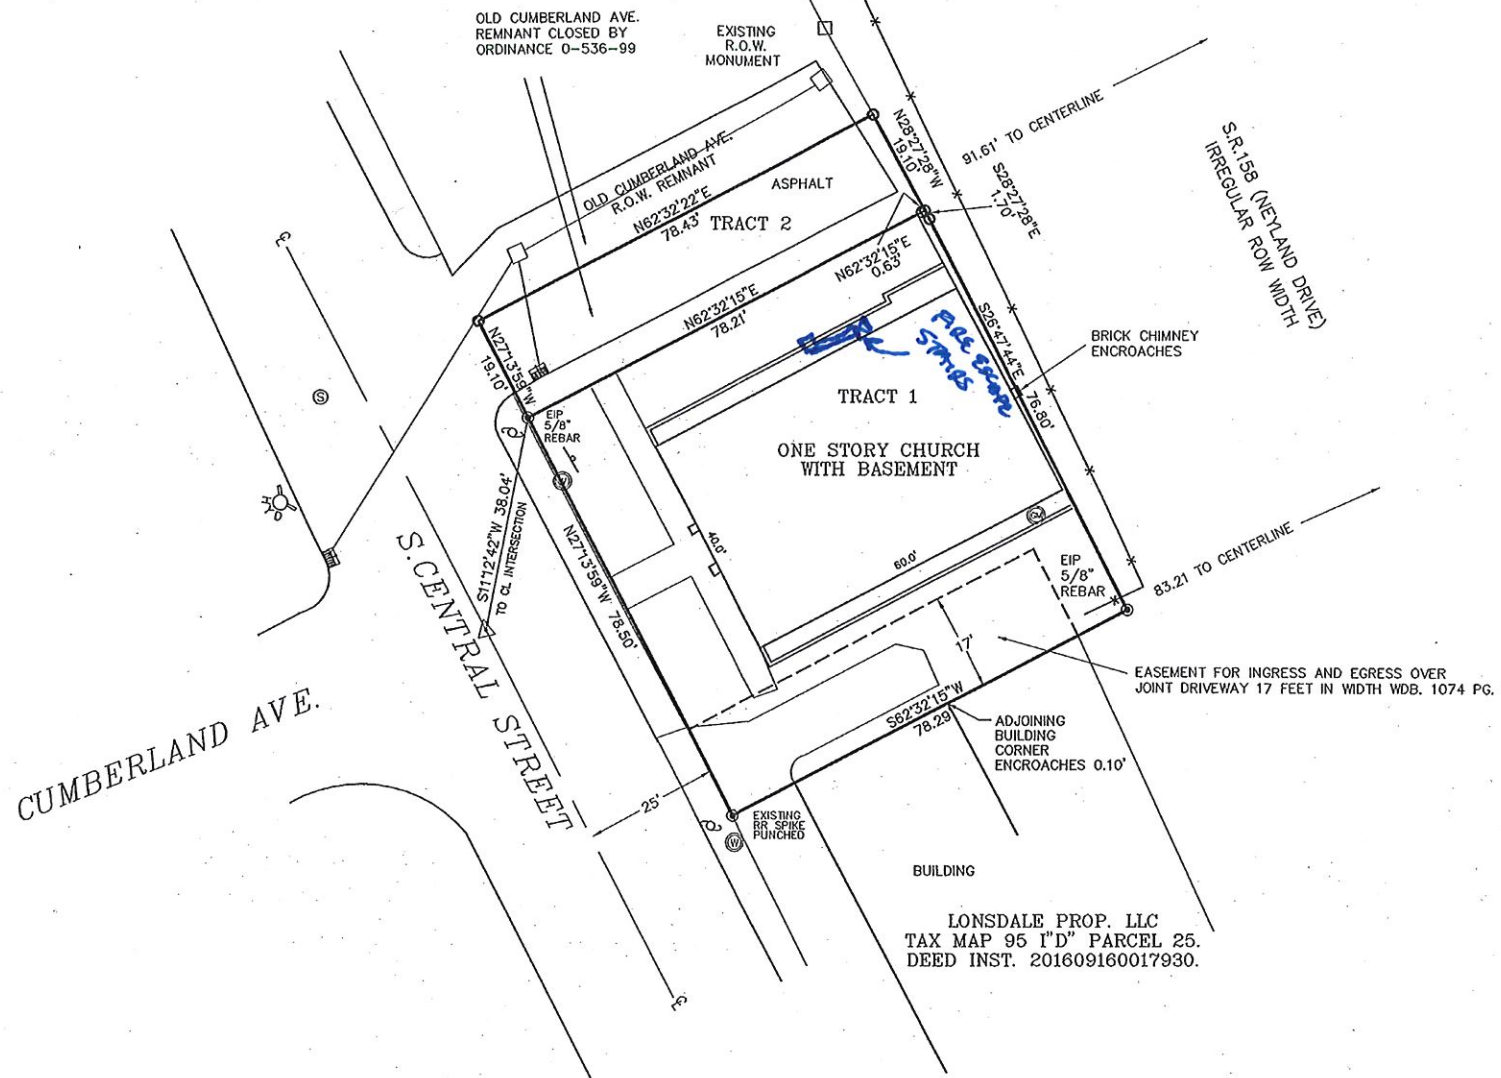 OLD CUMBERLAND AVE.
REMNANT CLOSED BY
ORDINANCE O-536-99
EXISTING
R.O.W.
MONUMENT
91.61' TO CENTERLINE
S.R.158 (NEYLAND DRIVE)
IRREGULAR ROW WIDTH
N28°27'28"W
19.10'
S28°27'28"E
1.70'
OLD CUMBERLAND AVE.
R.O.W. REMNANT
ASPHALT
N62°32'22"E
78.43'
TRACT 2
N62°32'15"E
0.63'
N62°32'15"E
78.21'
N27°13'59"W
19.10'
FIRE ESCAPE
STAIRS
S26°47'44"E
76.80'
BRICK CHIMNEY
ENCROACHES
TRACT 1
ONE STORY CHURCH
WITH BASEMENT
EIP
5/8"
REBAR
S
HYD
S11°12'42"W 38.04'
TO CL INTERSECTION
N27°13'59"W 78.50'
40.0'
60.0'
GM
EIP
5/8"
REBAR
83.21 TO CENTERLINE
S.CENTRAL STREET
CUMBERLAND AVE.
17'
EASEMENT FOR INGRESS AND EGRESS OVER
JOINT DRIVEWAY 17 FEET IN WIDTH WDB. 1074 PG.
S62°32'15"W
78.29'
ADJOINING
BUILDING
CORNER
ENCROACHES 0.10'
25'
EXISTING
RR SPIKE
PUNCHED
W
BUILDING
LONSDALE PROP. LLC
TAX MAP 95 I"D" PARCEL 25.
DEED INST. 201609160017930.